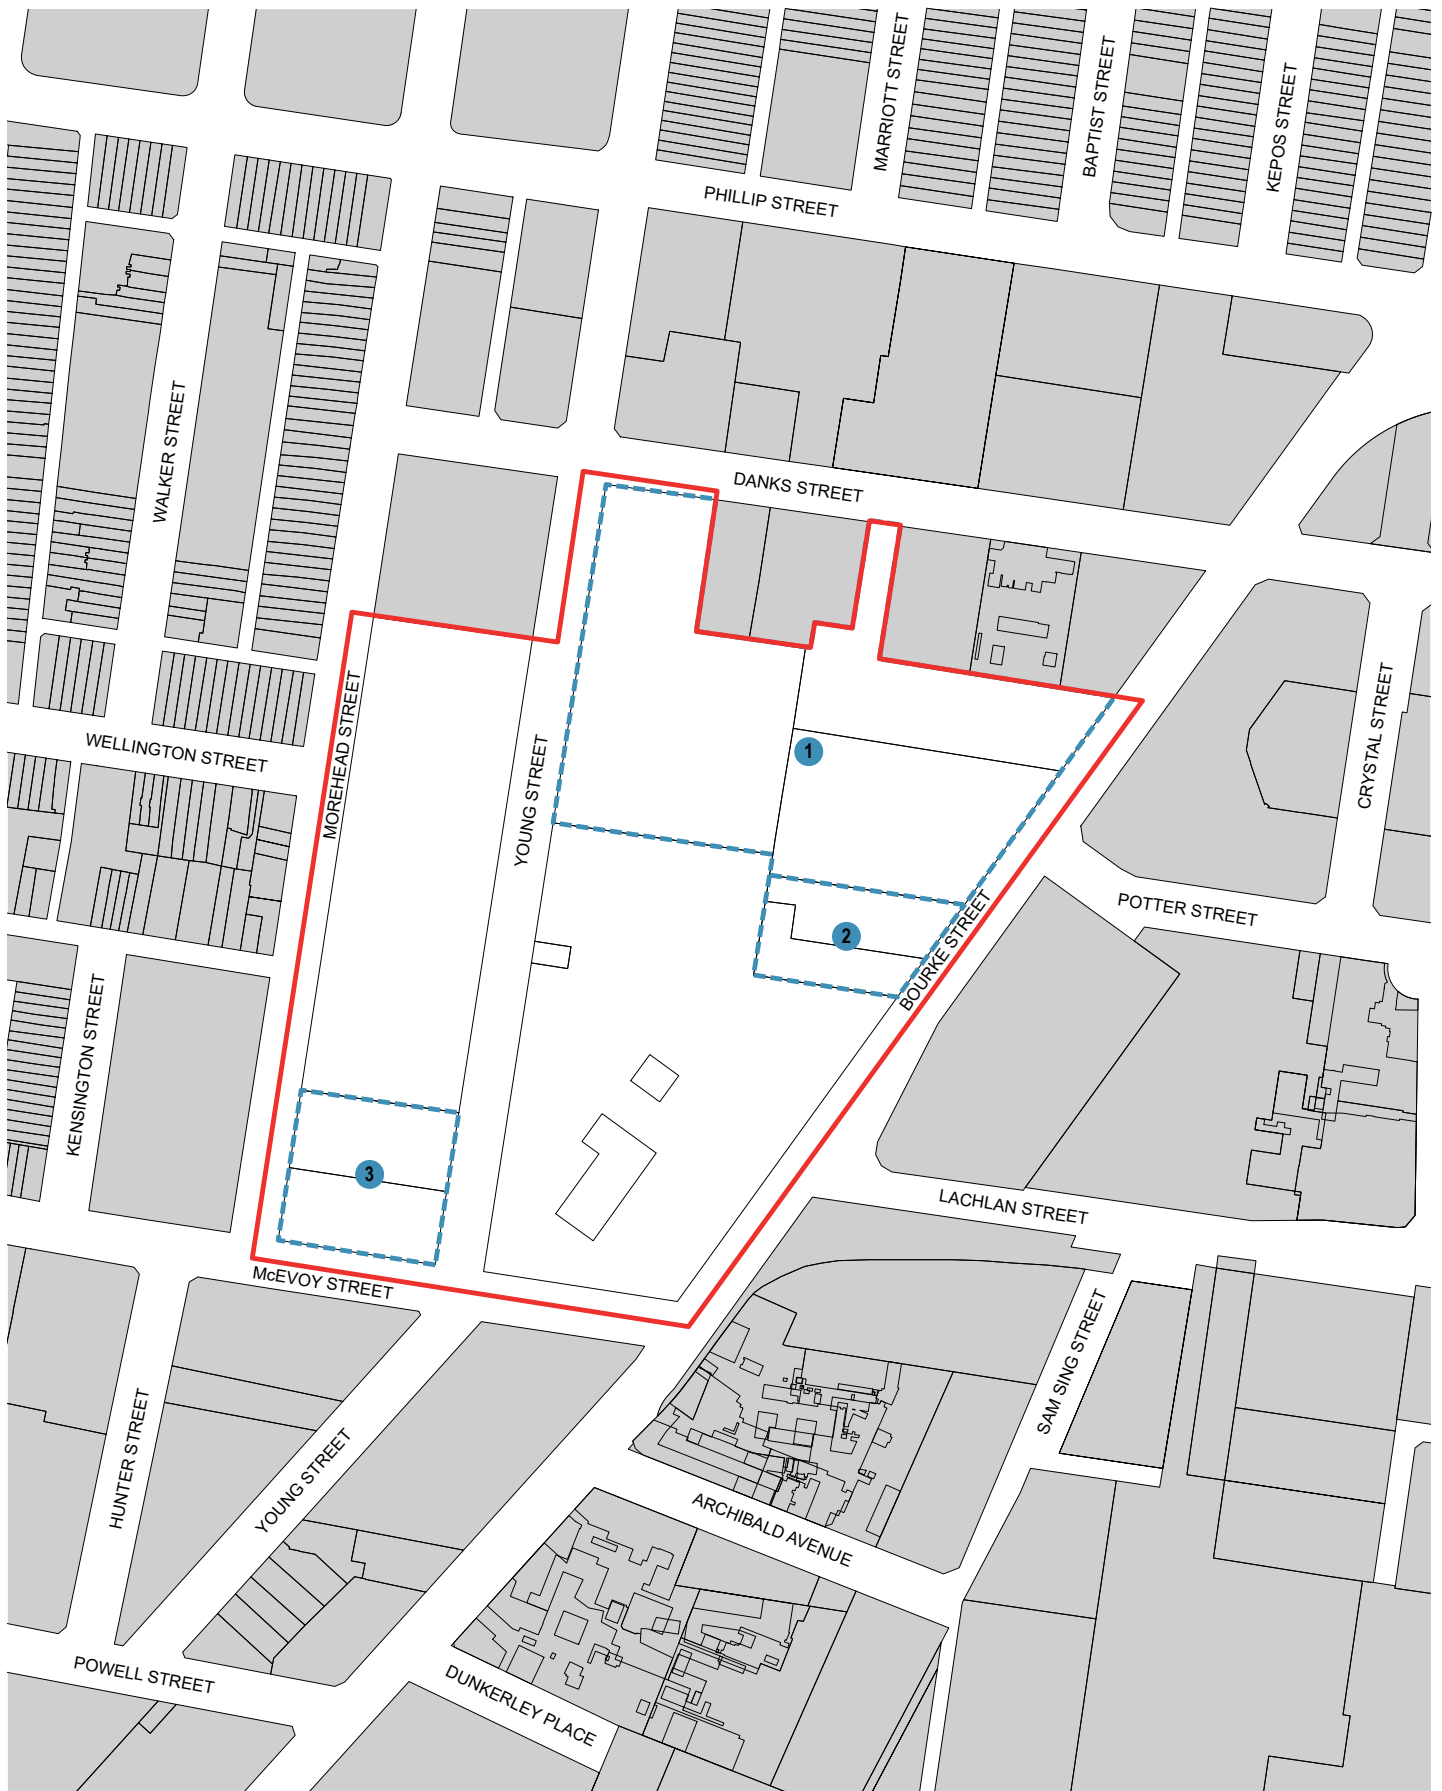 MARRIOTT STREET
BAPTIST STREET
KEPOS STREET
PHILLIP STREET
WALKER STREET
DANKS STREET
WELLINGTON STREET
MOREHEAD STREET
YOUNG STREET
1
CRYSTAL STREET
POTTER STREET
2
BOURKE STREET
KENSINGTON STREET
3
LACHLAN STREET
McEVOY STREET
SAM SING STREET
HUNTER STREET
YOUNG STREET
ARCHIBALD AVENUE
POWELL STREET
DUNKERLEY PLACE